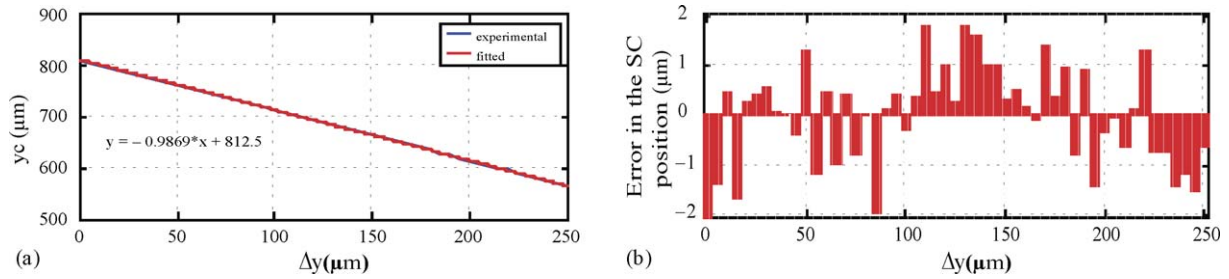 900
800
700
600
500
yc (µm)
experimental
fitted
y = – 0.9869*x + 812.5
0 50 100 150 200 250
(a)
Δy(µm)
Error in the SC
position (µm)
2
1
0
−1
−2
0 50 100 150 200 250
(b)
Δy(µm)